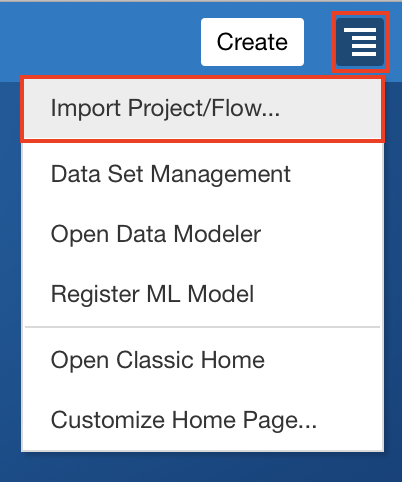 Create
Import Project/Flow...
Data Set Management
Open Data Modeler
Register ML Model
Open Classic Home
Customize Home Page...